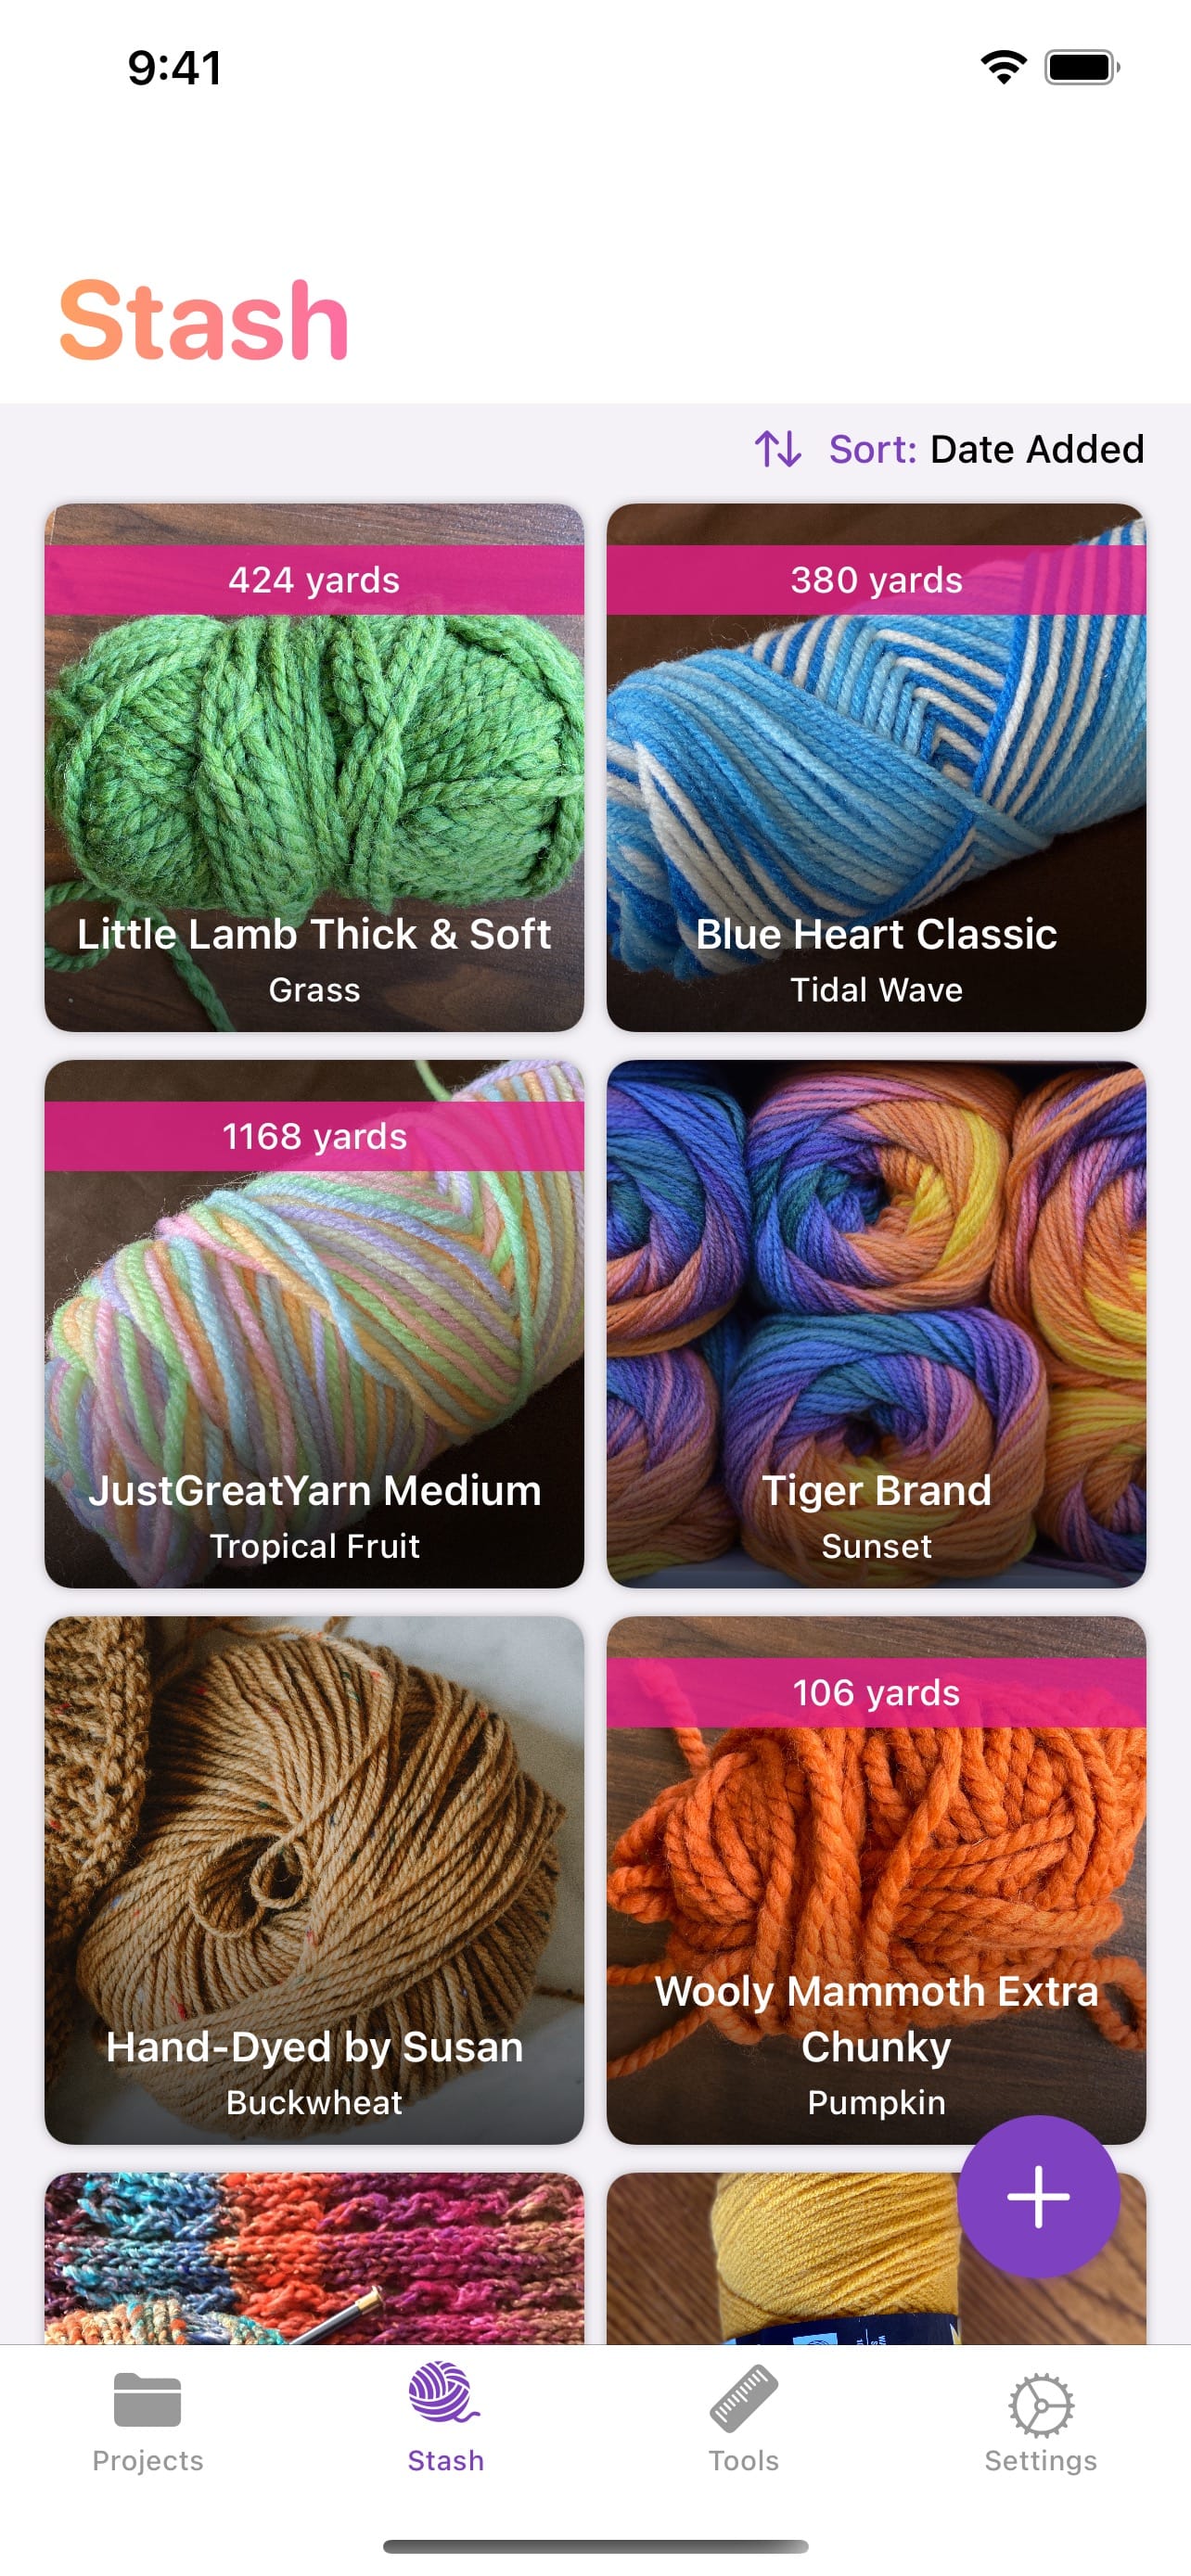 9:41
Stash
Sort: Date Added
424 yards
380 yards
Little Lamb Thick & Soft
Grass
Blue Heart Classic
Tidal Wave
1168 yards
JustGreatYarn Medium
Tropical Fruit
Tiger Brand
Sunset
106 yards
Hand-Dyed by Susan
Buckwheat
Wooly Mammoth Extra
Chunky
Pumpkin
Projects
Stash
Tools
Settings